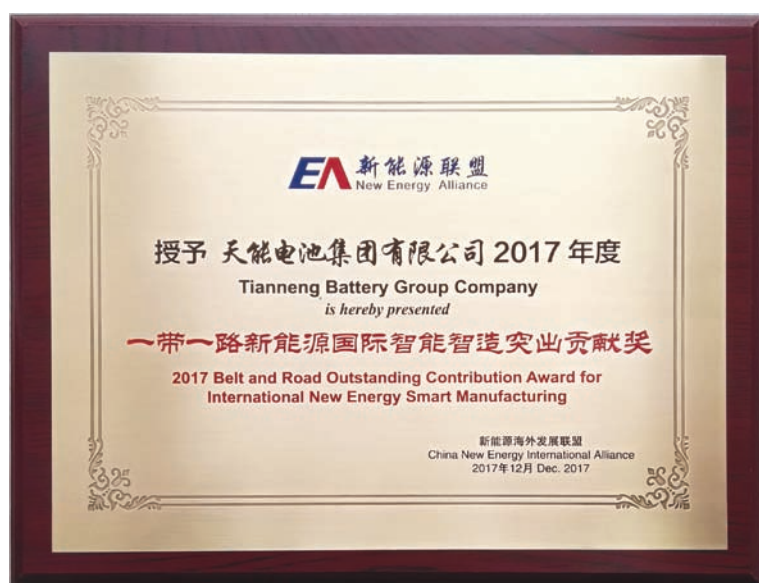 EA 新能源联盟
New Energy Alliance
授予 天能电池集团有限公司 2017 年度
Tianneng Battery Group Company
is hereby presented
一带一路新能源国际智能智造突出贡献奖
2017 Belt and Road Outstanding Contribution Award for
International New Energy Smart Manufacturing
新能源海外发展联盟
China New Energy International Alliance
2017年12月 Dec. 2017